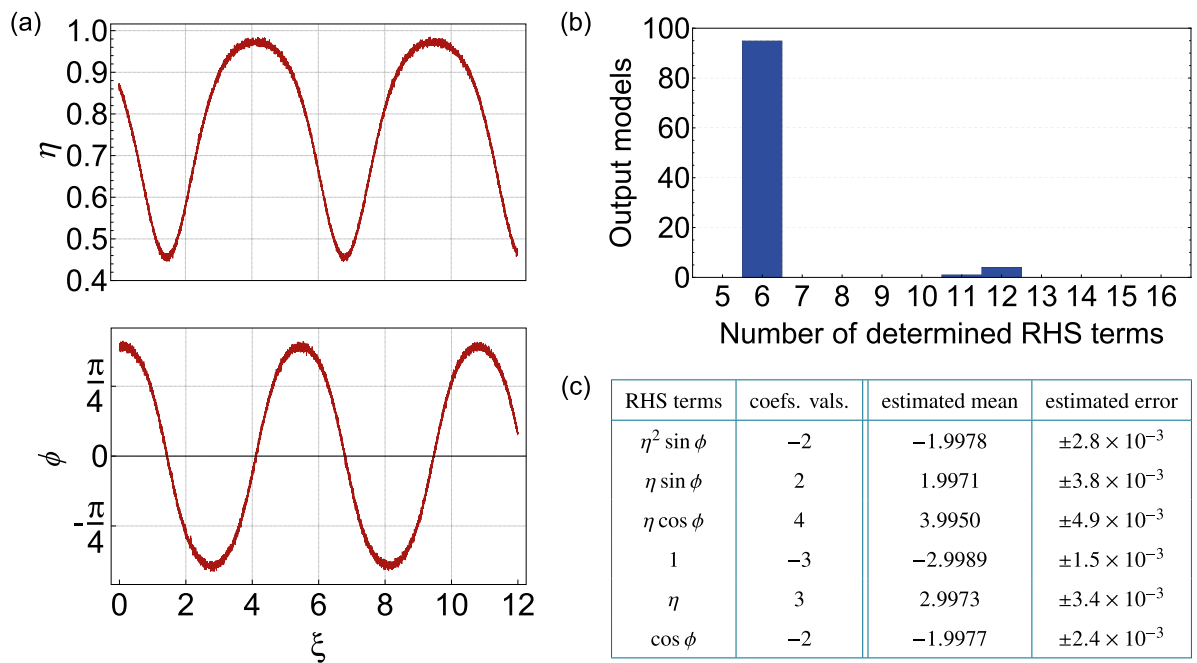 (a)
1.0
0.9
0.8
0.7
0.6
0.5
0.4
η
π/4
0
-π/4
ϕ
0 2 4 6 8 10 12
ξ
(b)
100
80
60
40
20
0
Output models
5 6 7 8 9 10 11 12 13 14 15 16
Number of determined RHS terms
(c)
RHS terms coefs. vals. estimated mean estimated error
η² sin ϕ −2 −1.9978 ±2.8 × 10⁻³
η sin ϕ 2 1.9971 ±3.8 × 10⁻³
η cos ϕ 4 3.9950 ±4.9 × 10⁻³
1 −3 −2.9989 ±1.5 × 10⁻³
η 3 2.9973 ±3.4 × 10⁻³
cos ϕ −2 −1.9977 ±2.4 × 10⁻³